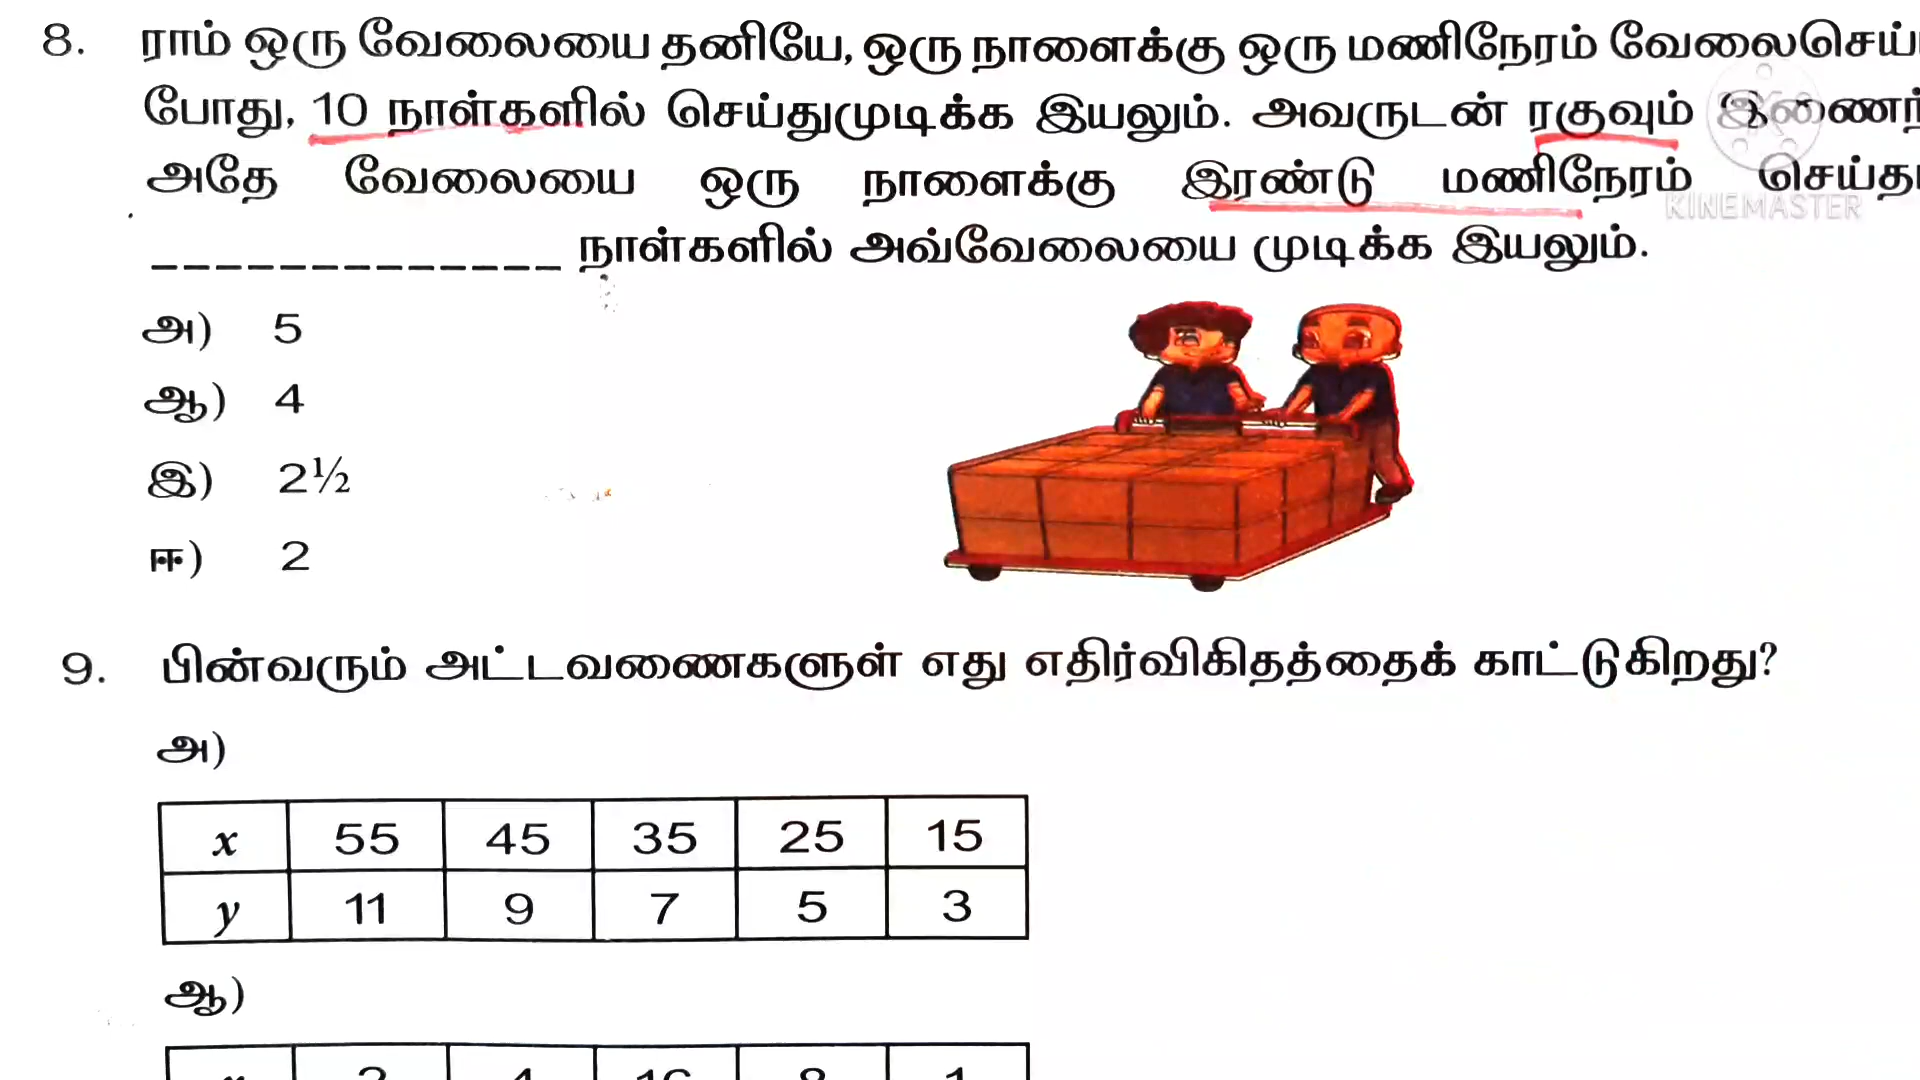 8. ராம் ஒரு வேலையை தனியே, ஒரு நாளைக்கு ஒரு மணிநேரம்
போது, 10 நாள்களில் செய்துமுடிக்க இயலும். அவருடன் ரகுவும்
அதே வேலையை ஒரு நாளைக்கு இரண்டு மணிநேரம்
KINEMASTER
______________ நாள்களில் அவ்வேலையை முடிக்க இயலும்.
அ) 5
ஆ) 4
இ) 2½
ஈ) 2
9. பின்வரும் அட்டவணைகளுள் எது எதிர்விகிதத்தைக் காட்டுகிறது?
அ)
x 55 45 35 25 15
y 11 9 7 5 3
ஆ)